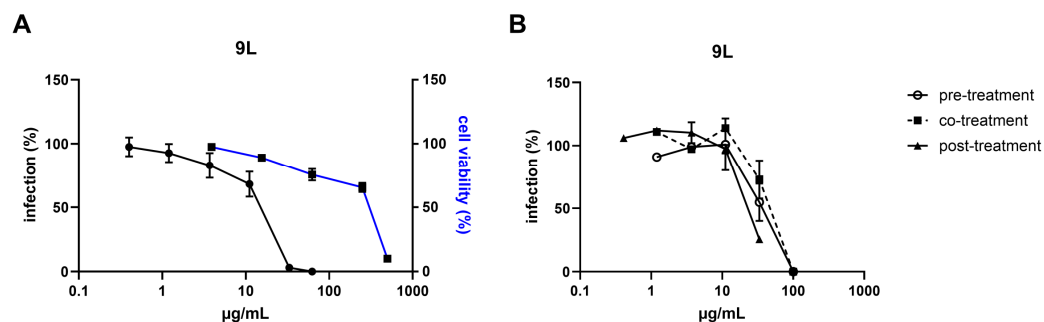 A
9L
infection (%)
150
100
50
0
150
100
50
0
cell viability (%)
0.1 1 10 100 1000
µg/mL
B
9L
infection (%)
150
100
50
0
0.1 1 10 100 1000
µg/mL
pre-treatment
co-treatment
post-treatment